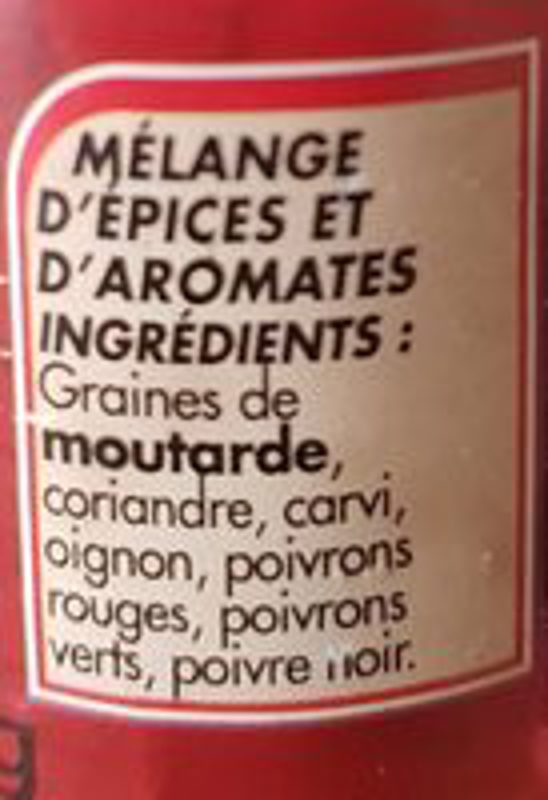 MÉLANGE
D'ÉPICES ET
D'AROMATES
INGRÉDIENTS :
Graines de
moutarde,
coriandre, carvi,
oignon, poivrons
rouges, poivrons
verts, poivre noir.